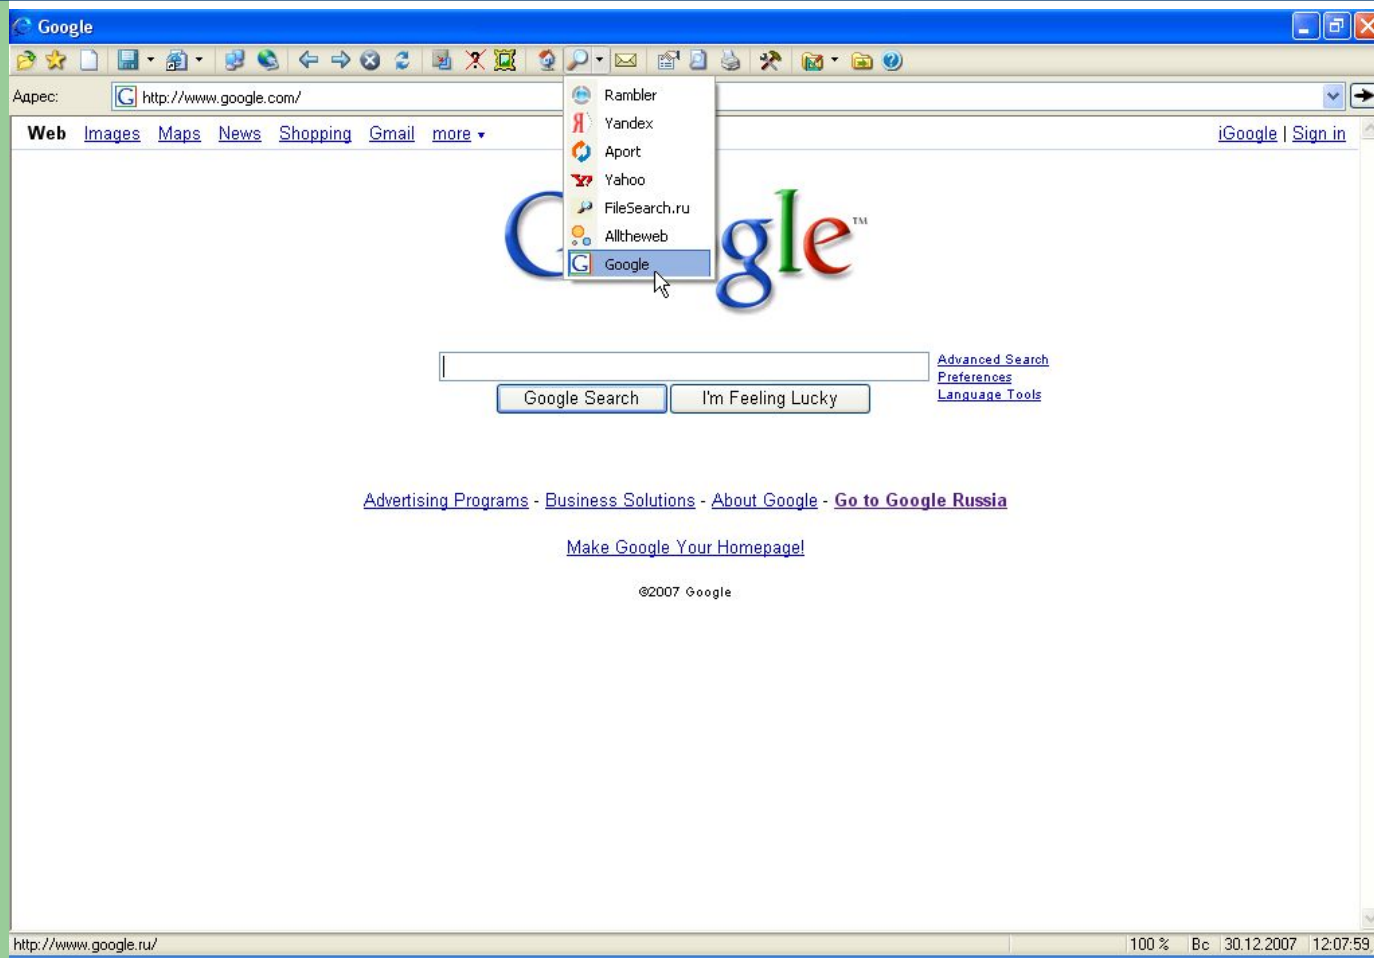 Google
Адрес: http://www.google.com/
Rambler
Yandex
Aport
Yahoo
FileSearch.ru
Alltheweb
Google
Web Images Maps News Shopping Gmail more
iGoogle | Sign in
G gle™
Advanced Search
Preferences
Language Tools
Google Search I'm Feeling Lucky
Advertising Programs - Business Solutions - About Google - Go to Google Russia
Make Google Your Homepage!
©2007 Google
http://www.google.ru/ 100 % Вс 30.12.2007 12:07:59